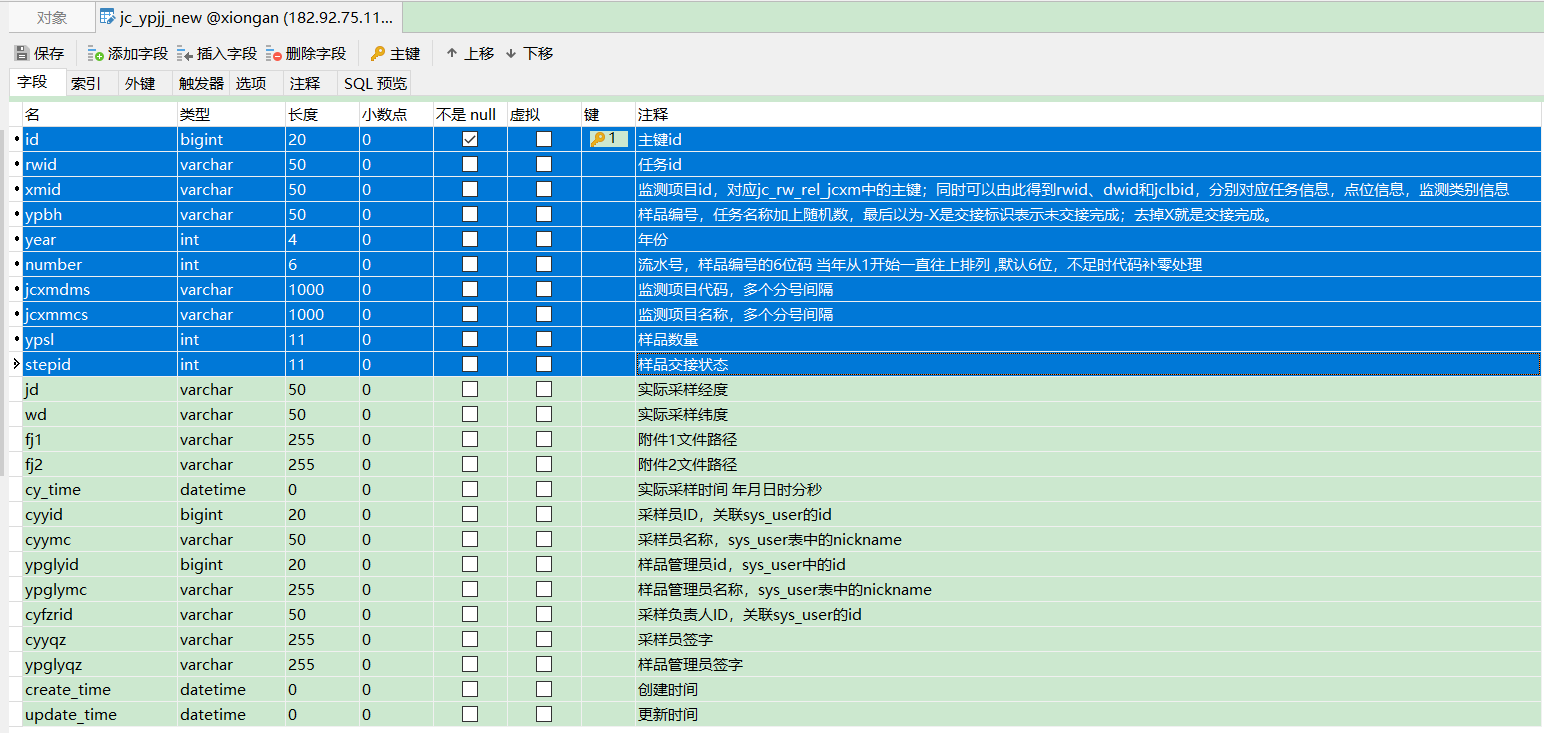 对象 jc_ypjj_new @xiongan (182.92.75.11...
保存 添加字段 插入字段 删除字段 主键 上移 下移
字段 索引 外键 触发器 选项 注释 SQL 预览
名 类型 长度 小数点 不是 null 虚拟 键 注释
id bigint 20 0 1 主键id
rwid varchar 50 0 任务id
xmid varchar 50 0 监测项目id，对应jc_rw_rel_jcxm中的主键；同时可以由此得到rwid、dwid和jclbid，分别对应任务信息，点位信息，监测类别信息
ypbh varchar 50 0 样品编号，任务名称加上随机数，最后以为-X是交接标识表示未交接完成；去掉X就是交接完成。
year int 4 0 年份
number int 6 0 流水号，样品编号的6位码 当年从1开始一直往上排列 ,默认6位，不足时代码补零处理
jcxmdms varchar 1000 0 监测项目代码，多个分号间隔
jcxmmcs varchar 1000 0 监测项目名称，多个分号间隔
ypsl int 11 0 样品数量
stepid int 11 0 样品交接状态
jd varchar 50 0 实际采样经度
wd varchar 50 0 实际采样纬度
fj1 varchar 255 0 附件1文件路径
fj2 varchar 255 0 附件2文件路径
cy_time datetime 0 0 实际采样时间 年月日时分秒
cyyid bigint 20 0 采样员ID，关联sys_user的id
cyymc varchar 50 0 采样员名称，sys_user表中的nickname
ypglyid bigint 20 0 样品管理员id，sys_user中的id
ypglymc varchar 255 0 样品管理员名称，sys_user表中的nickname
cyfzrid varchar 50 0 采样负责人ID，关联sys_user的id
cyyqz varchar 255 0 采样员签字
ypglyqz varchar 255 0 样品管理员签字
create_time datetime 0 0 创建时间
update_time datetime 0 0 更新时间